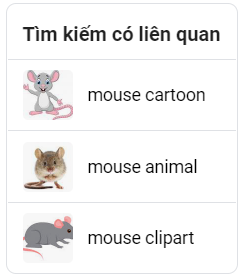 Tìm kiếm có liên quan
mouse cartoon
mouse animal
mouse clipart